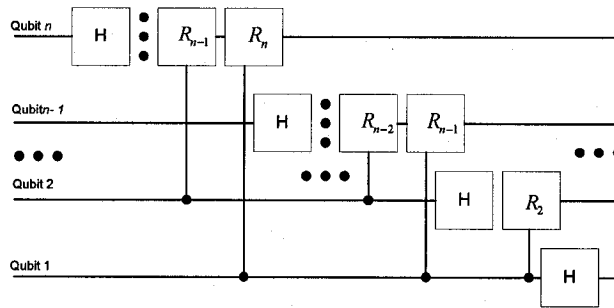 Qubit n H R_{n-1} R_n
Qubitn- 1 H R_{n-2} R_{n-1}
Qubit 2 H R_2
Qubit 1 H